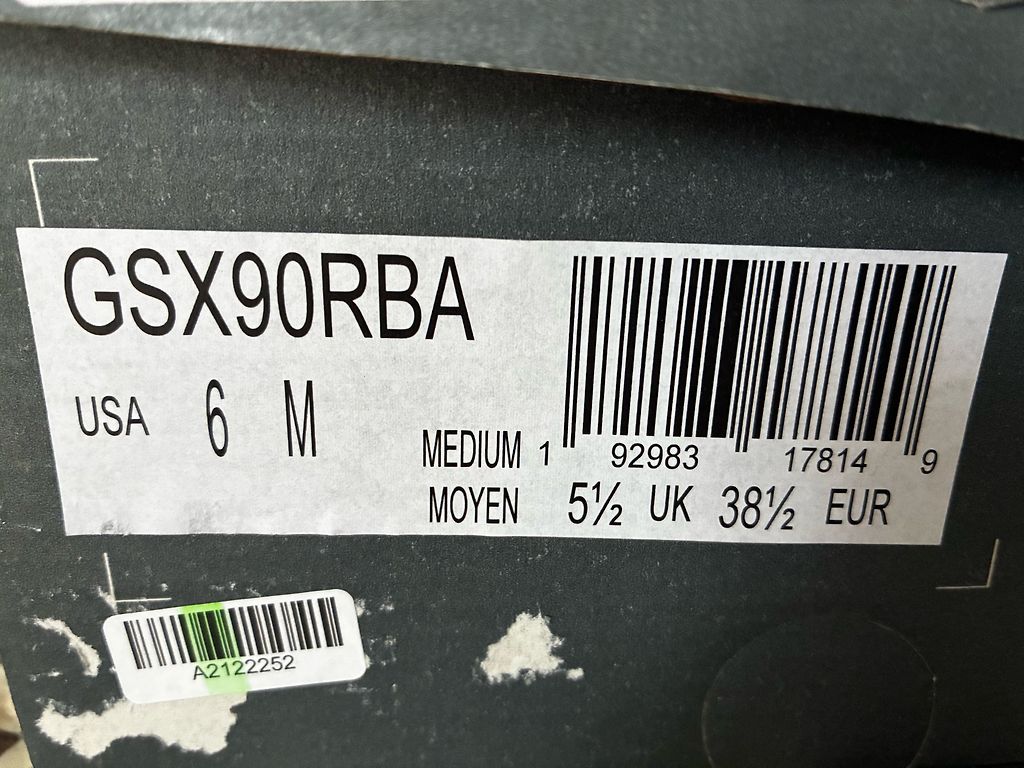 GSX90RBA
USA 6 M
MEDIUM 1 92983 17814 9
MOYEN 5½ UK 38½ EUR
A2122252